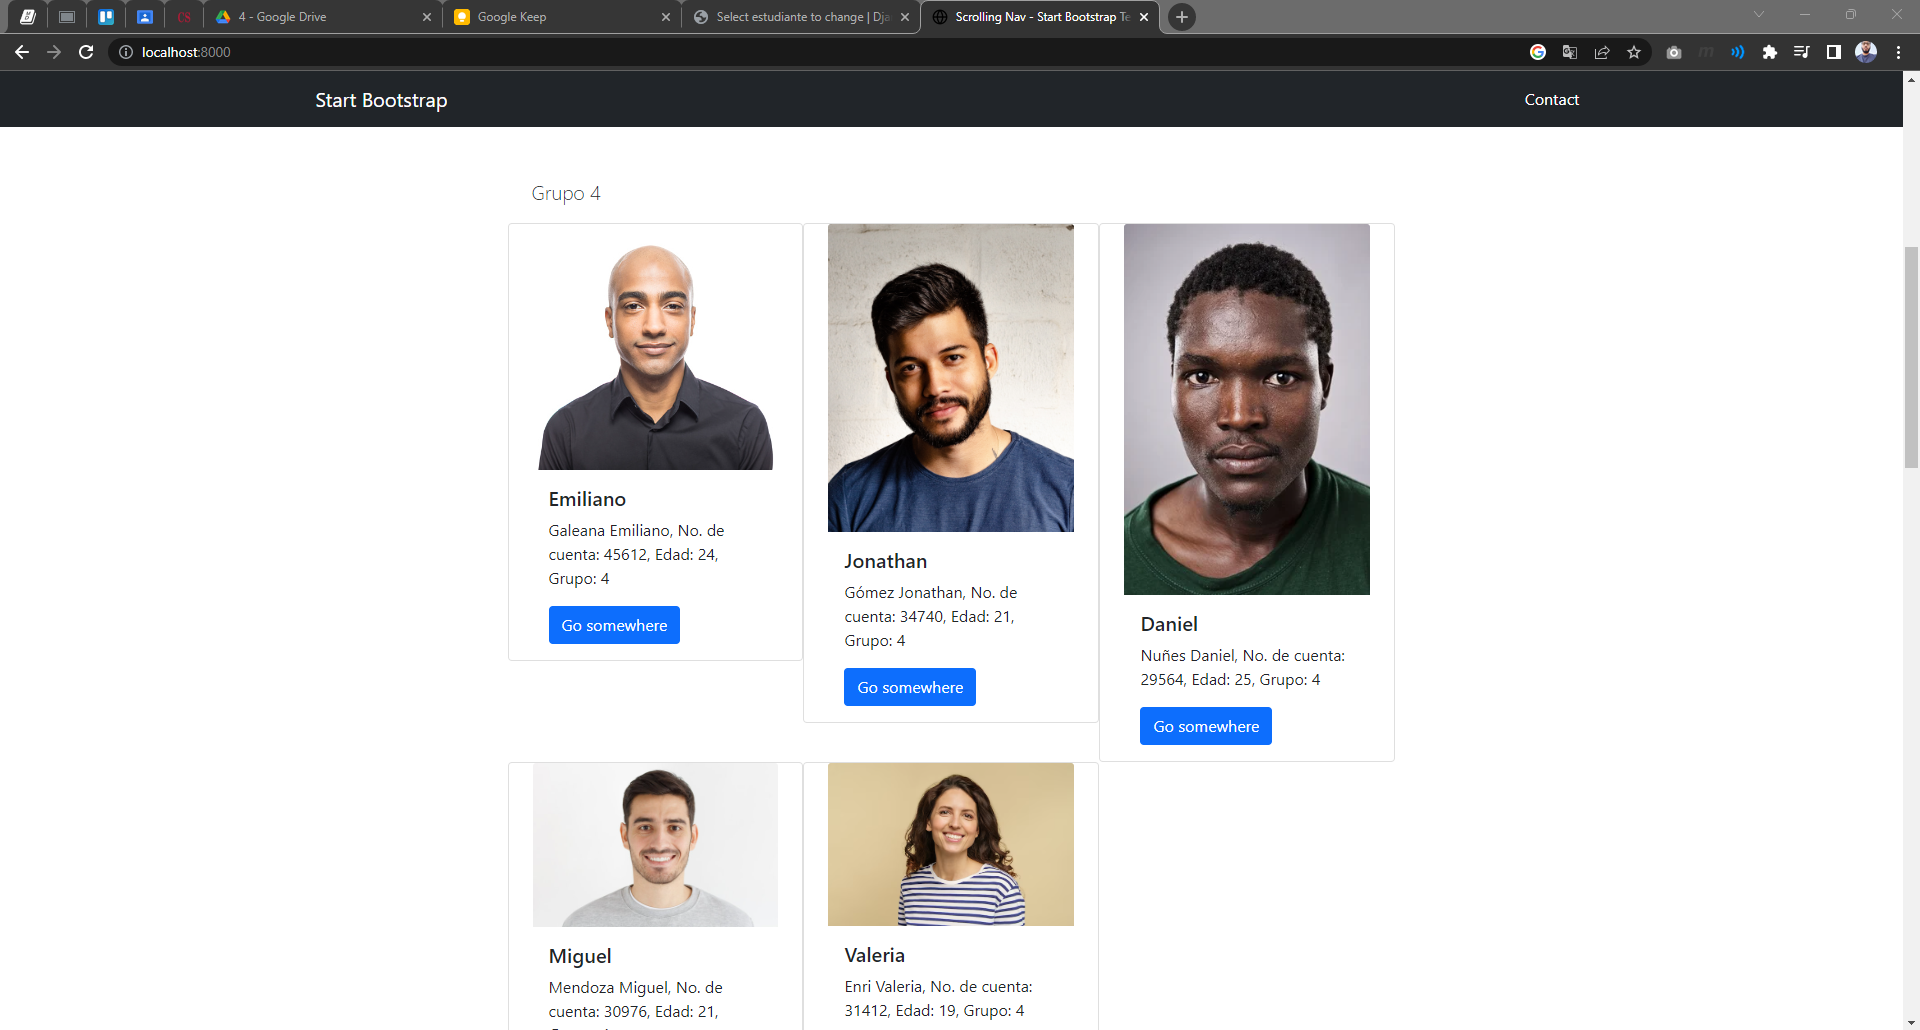 4 - Google Drive
Google Keep
Select estudiante to change | Dja
Scrolling Nav - Start Bootstrap Te
localhost:8000
Start Bootstrap
Contact
Grupo 4
Emiliano
Galeana Emiliano, No. de
cuenta: 45612, Edad: 24,
Grupo: 4
Go somewhere
Jonathan
Gómez Jonathan, No. de
cuenta: 34740, Edad: 21,
Grupo: 4
Go somewhere
Daniel
Nuñes Daniel, No. de cuenta:
29564, Edad: 25, Grupo: 4
Go somewhere
Miguel
Mendoza Miguel, No. de
cuenta: 30976, Edad: 21,
Valeria
Enri Valeria, No. de cuenta:
31412, Edad: 19, Grupo: 4